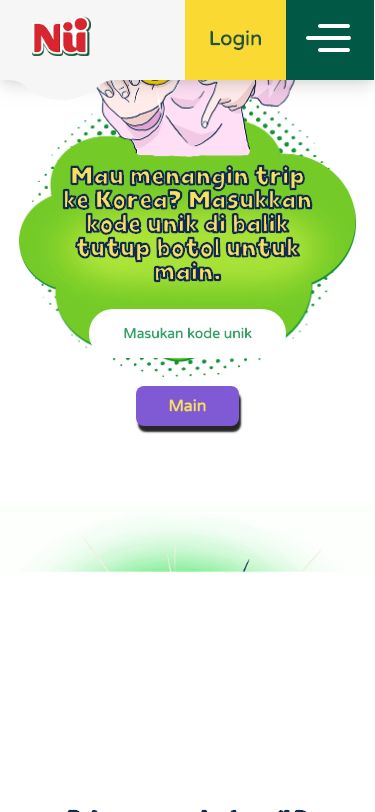 Nü
Login
Mau menangin trip
ke Korea? Masukkan
kode unik di balik
tutup botol untuk
main.
Masukan kode unik
Main